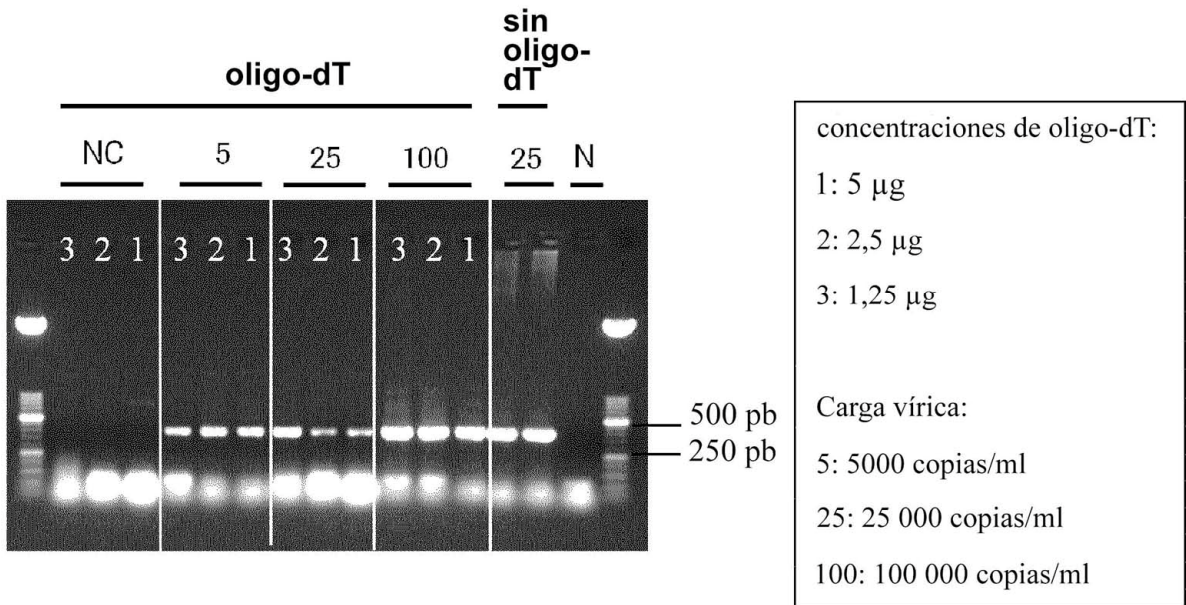 sin
oligo-
dT
oligo-dT
NC 5 25 100 25 N
3 2 1 3 2 1 3 2 1 3 2 1
500 pb
250 pb
concentraciones de oligo-dT:
1: 5 µg
2: 2,5 µg
3: 1,25 µg
Carga vírica:
5: 5000 copias/ml
25: 25 000 copias/ml
100: 100 000 copias/ml